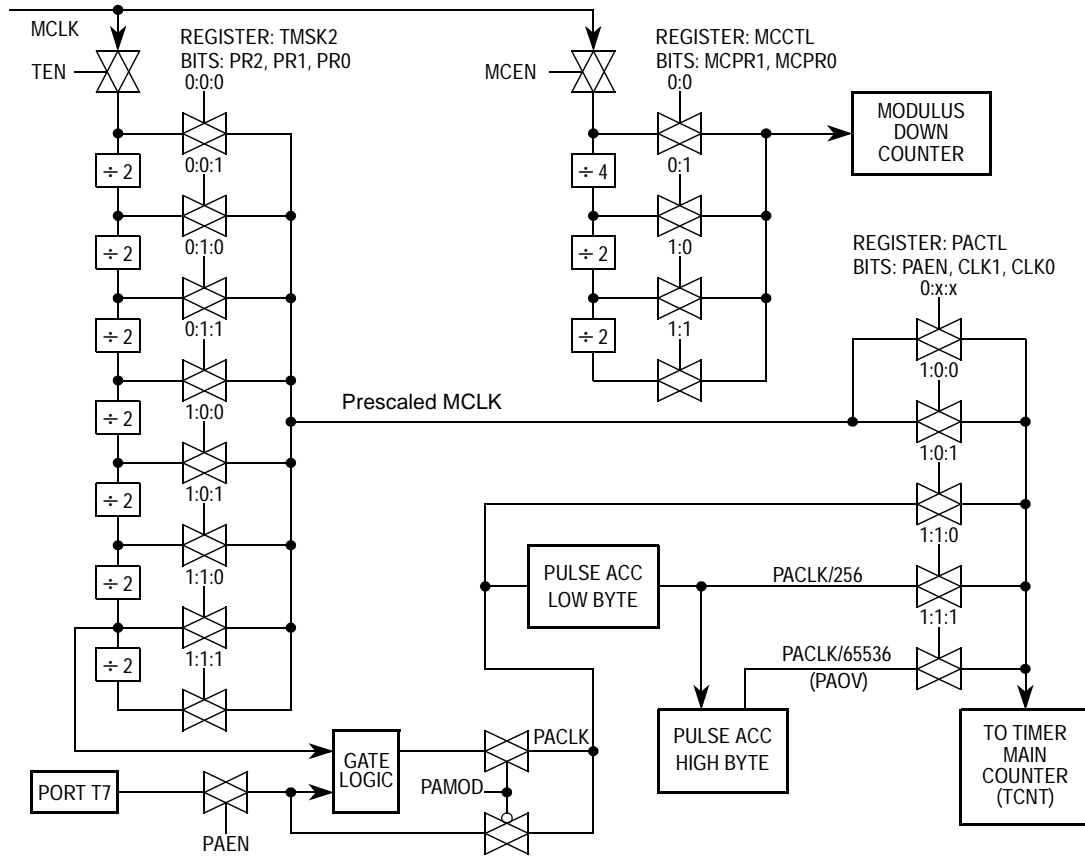 MCLK
TEN
REGISTER: TMSK2
BITS: PR2, PR1, PR0
0:0:0
÷ 2
0:0:1
÷ 2
0:1:0
÷ 2
0:1:1
÷ 2
1:0:0
÷ 2
1:0:1
÷ 2
1:1:0
÷ 2
1:1:1
MCEN
REGISTER: MCCTL
BITS: MCPR1, MCPR0
0:0
÷ 4
0:1
÷ 2
1:0
÷ 2
1:1
MODULUS
DOWN
COUNTER
REGISTER: PACTL
BITS: PAEN, CLK1, CLK0
0:x:x
1:0:0
Prescaled MCLK
1:0:1
1:1:0
PULSE ACC
LOW BYTE
PACLK/256
1:1:1
PACLK/65536
(PAOV)
PULSE ACC
HIGH BYTE
TO TIMER
MAIN
COUNTER
(TCNT)
PORT T7
PAEN
GATE
LOGIC
PACLK
PAMOD